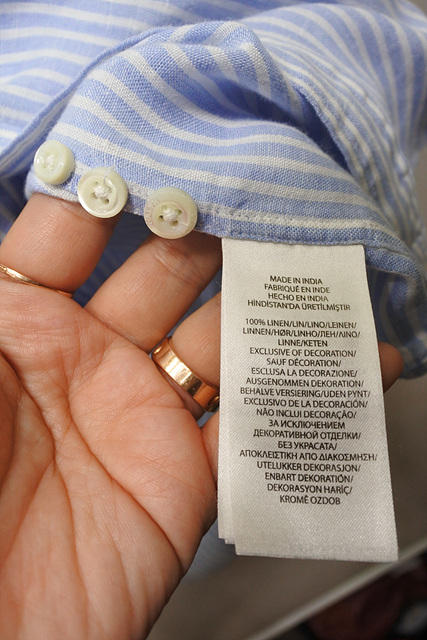 MADE IN INDIA
FABRIQUÉ EN INDE
HECHO EN INDIA
HİNDİSTAN'DA ÜRETİLMİŞTİR
100% LINEN/LIN/LINO/LEINEN/
LINNEN/HØR/LINHO/ЛЕН/ΛΙΝΟ/
LINNE/KETEN
EXCLUSIVE OF DECORATION/
SAUF DÉCORATION/
ESCLUSA LA DECORAZIONE/
AUSGENOMMEN DEKORATION/
BEHALVE VERSIERING/UDEN PYNT/
EXCLUSIVO DE LA DECORACIÓN/
NÃO INCLUI DECORAÇÃO/
ЗА ИСКЛЮЧЕНИЕМ
ДЕКОРАТИВНОЙ ОТДЕЛКИ/
БЕЗ УКРАСАТА/
ΑΠΟΚΛΕΙΣΤΙΚΗ ΑΠΟ ΔΙΑΚΟΣΜΗΣΗ/
UTELUKKER DEKORASJON/
ENBART DEKORATIÓN/
DEKORASYON HARİÇ/
KROMĚ OZDOB